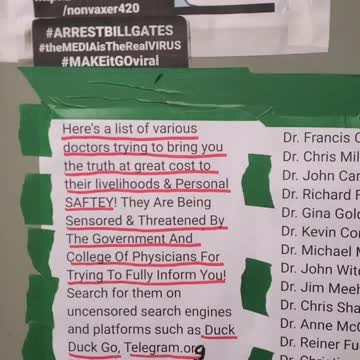 /nonvaxer420
#ARRESTBILLGATES
#theMEDIAisTheRealVIRUS
#MAKEitGOviral
Here's a list of various
doctors trying to bring you
the truth at great cost to
their livelihoods & Personal
SAFTEY! They Are Being
Sensored & Threatened By
The Government And
College Of Physicians For
Trying To Fully Inform You!
Search for them on
uncensored search engines
and platforms such as Duck
Duck Go, Telegram.org
Dr. Francis
Dr. Chris
Dr. John
Dr. Richard
Dr. Gina
Dr. Kevin
Dr. Michael
Dr. John
Dr. Jim
Dr. Chris
Dr. Anne
Dr. Reiner